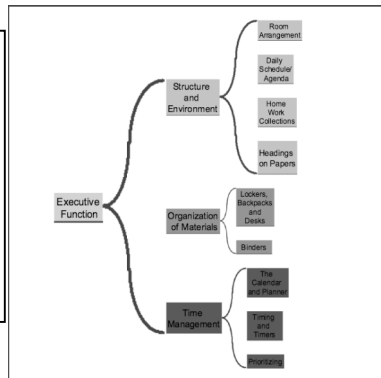 Room
Arrangement
Daily
Schedule/
Agenda
Structure
and
Environment
Home
Work
Collections
Headings
on Papers
Executive
Function
Lockers,
Backpacks
and
Desks
Organization
of Materials
Binders
The
Calendar
and Planner
Time
Management
Timing
and
Timers
Prioritizing